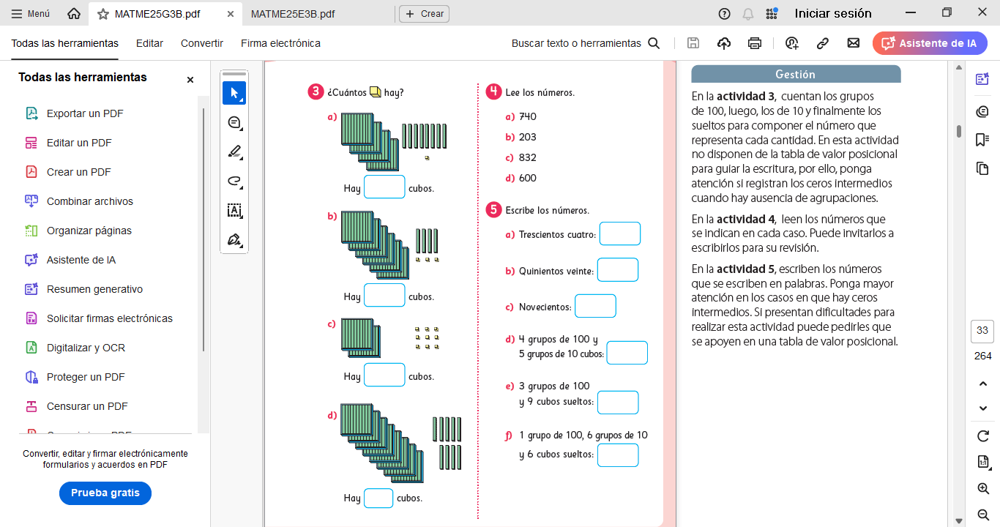 Menú
MATME25G3B.pdf
MATME25E3B.pdf
Crear
Iniciar sesión
Todas las herramientas
Editar
Convertir
Firma electrónica
Buscar texto o herramientas
Asistente de IA
Todas las herramientas
Exportar un PDF
Editar un PDF
Crear un PDF
Combinar archivos
Organizar páginas
Asistente de IA
Resumen generativo
Solicitar firmas electrónicas
Digitalizar y OCR
Proteger un PDF
Censurar un PDF
Convertir, editar y firmar electrónicamente
formularios y acuerdos en PDF
Prueba gratis
3 ¿Cuántos hay?
a)
Hay cubos.
b)
Hay cubos.
c)
Hay cubos.
d)
Hay cubos.
4 Lee los números.
a) 740
b) 203
c) 832
d) 600
5 Escribe los números.
a) Trescientos cuatro:
b) Quinientos veinte:
c) Novecientos:
d) 4 grupos de 100 y
5 grupos de 10 cubos:
e) 3 grupos de 100
y 9 cubos sueltos:
f) 1 grupo de 100, 6 grupos de 10
y 6 cubos sueltos:
Gestión
En la actividad 3, cuentan los grupos
de 100, luego, los de 10 y finalmente los
sueltos para componer el número que
representa cada cantidad. En esta actividad
no disponen de la tabla de valor posicional
para guiar la escritura, por ello, ponga
atención si registran los ceros intermedios
cuando hay ausencia de agrupaciones.
En la actividad 4, leen los números que
se indican en cada caso. Puede invitarlos a
escribirlos para su revisión.
En la actividad 5, escriben los números
que se escriben en palabras. Ponga mayor
atención en los casos en que hay ceros
intermedios. Si presentan dificultades para
realizar esta actividad puede pedirles que
se apoyen en una tabla de valor posicional.
33
264
1:1